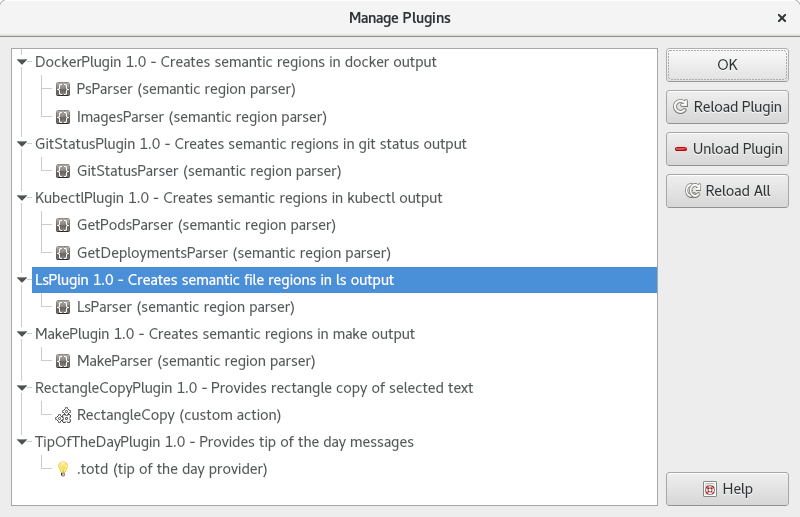 Manage Plugins
DockerPlugin 1.0 - Creates semantic regions in docker output
PsParser (semantic region parser)
ImagesParser (semantic region parser)
GitStatusPlugin 1.0 - Creates semantic regions in git status output
GitStatusParser (semantic region parser)
KubectlPlugin 1.0 - Creates semantic regions in kubectl output
GetPodsParser (semantic region parser)
GetDeploymentsParser (semantic region parser)
LsPlugin 1.0 - Creates semantic file regions in ls output
LsParser (semantic region parser)
MakePlugin 1.0 - Creates semantic regions in make output
MakeParser (semantic region parser)
RectangleCopyPlugin 1.0 - Provides rectangle copy of selected text
RectangleCopy (custom action)
TipOfTheDayPlugin 1.0 - Provides tip of the day messages
.totd (tip of the day provider)
OK
Reload Plugin
Unload Plugin
Reload All
Help